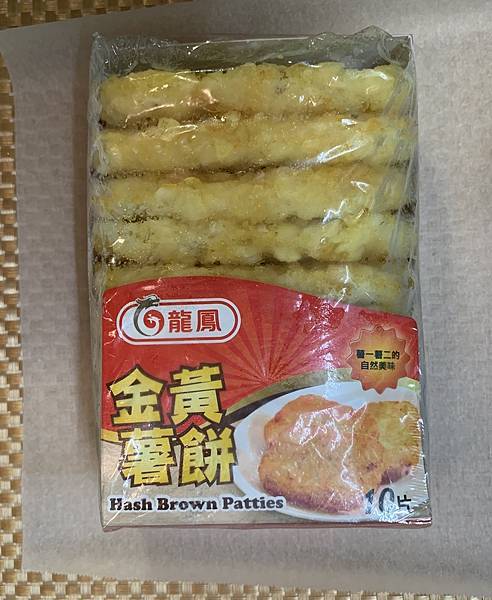 龍鳳
薯一薯二的
自然美味
金黃
薯餅
Hash Brown Patties
10片